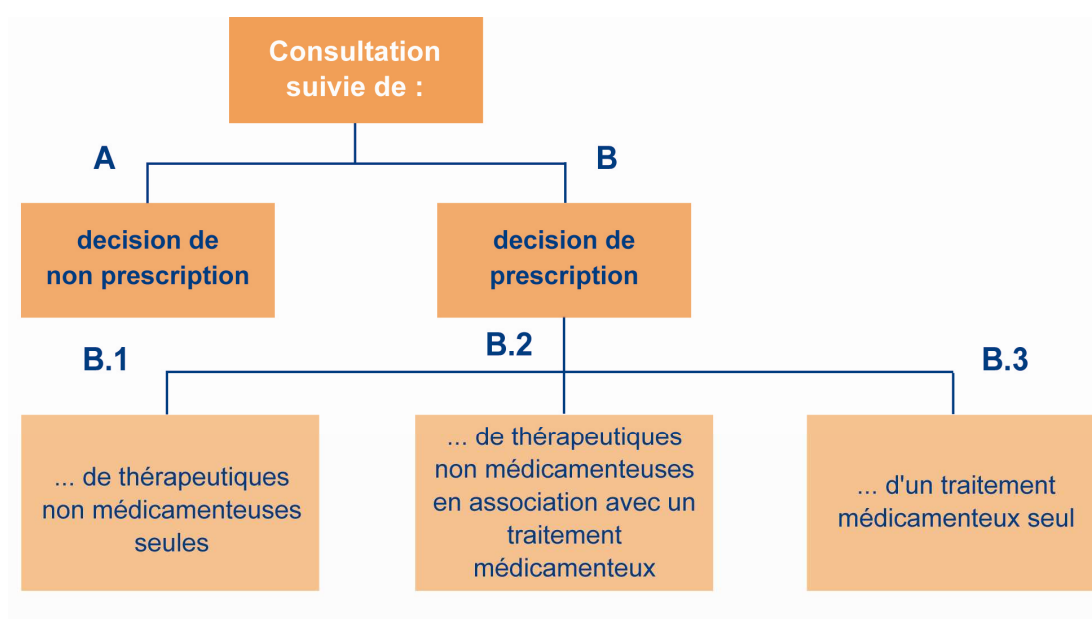 Consultation
suivie de :
A
B
decision de
non prescription
decision de
prescription
B.1
B.2
B.3
... de thérapeutiques
non médicamenteuses
seules
... de thérapeutiques
non médicamenteuses
en association avec un
traitement
médicamenteux
... d'un traitement
médicamenteux seul